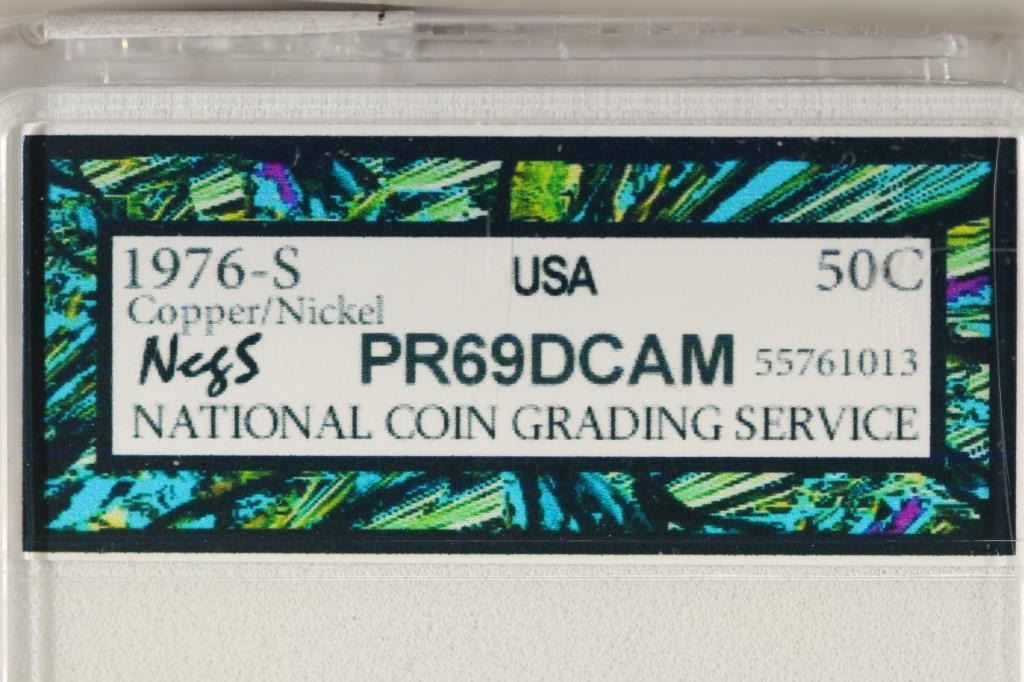 1976-S USA 50C
Copper/Nickel
NCGS PR69DCAM 55761013
NATIONAL COIN GRADING SERVICE